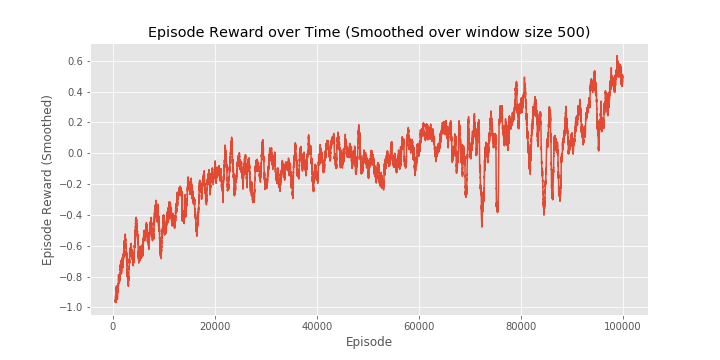 Episode Reward over Time (Smoothed over window size 500)
Episode Reward (Smoothed)
0.6
0.4
0.2
0.0
−0.2
−0.4
−0.6
−0.8
−1.0
0 20000 40000 60000 80000 100000
Episode